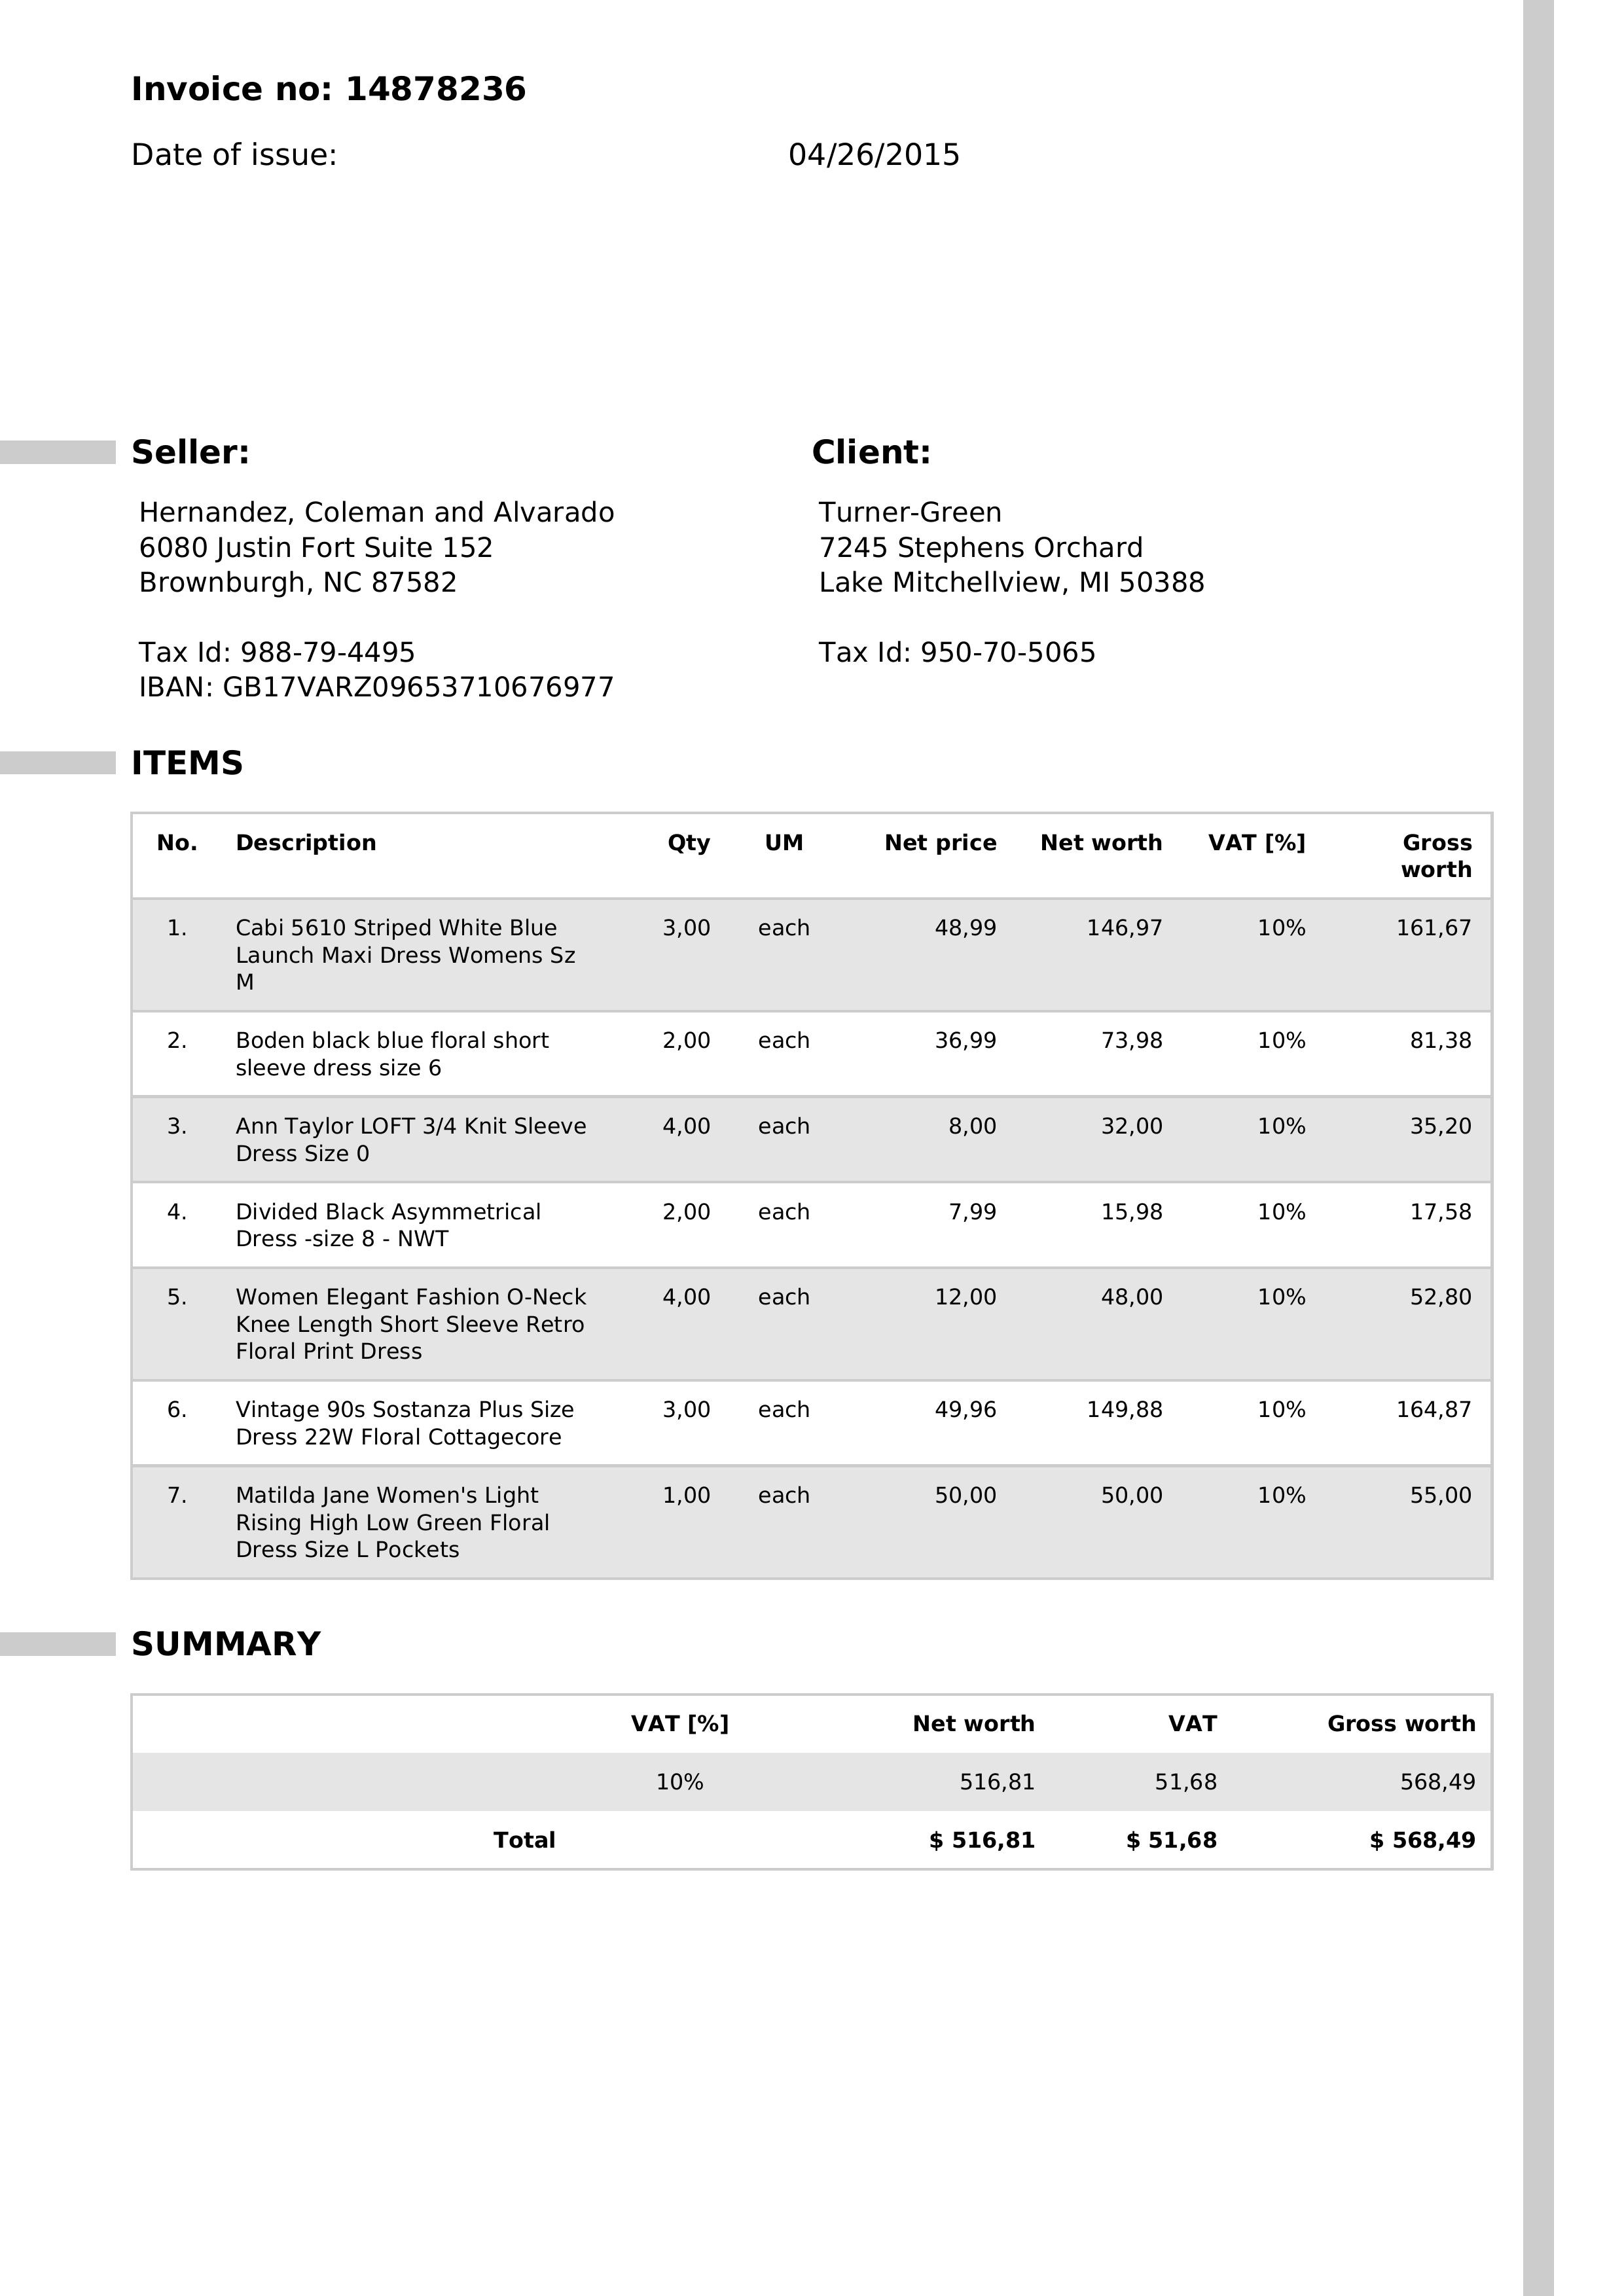 Invoice no: 14878236
Date of issue: 04/26/2015
Seller:
Hernandez, Coleman and Alvarado
6080 Justin Fort Suite 152
Brownburgh, NC 87582
Tax Id: 988-79-4495
IBAN: GB17VARZ09653710676977
Client:
Turner-Green
7245 Stephens Orchard
Lake Mitchellview, MI 50388
Tax Id: 950-70-5065
ITEMS
No. Description Qty UM Net price Net worth VAT [%] Gross
worth
1. Cabi 5610 Striped White Blue 3,00 each 48,99 146,97 10% 161,67
Launch Maxi Dress Womens Sz
M
2. Boden black blue floral short 2,00 each 36,99 73,98 10% 81,38
sleeve dress size 6
3. Ann Taylor LOFT 3/4 Knit Sleeve 4,00 each 8,00 32,00 10% 35,20
Dress Size 0
4. Divided Black Asymmetrical 2,00 each 7,99 15,98 10% 17,58
Dress -size 8 - NWT
5. Women Elegant Fashion O-Neck 4,00 each 12,00 48,00 10% 52,80
Knee Length Short Sleeve Retro
Floral Print Dress
6. Vintage 90s Sostanza Plus Size 3,00 each 49,96 149,88 10% 164,87
Dress 22W Floral Cottagecore
7. Matilda Jane Women's Light 1,00 each 50,00 50,00 10% 55,00
Rising High Low Green Floral
Dress Size L Pockets
SUMMARY
VAT [%] Net worth VAT Gross worth
10% 516,81 51,68 568,49
Total $ 516,81 $ 51,68 $ 568,49